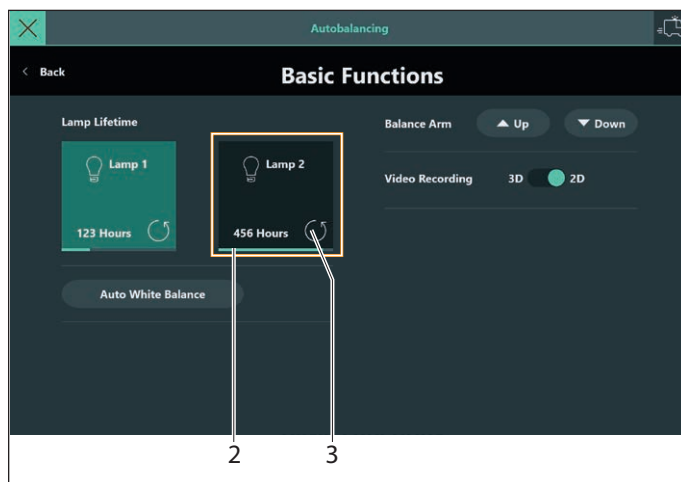 Autobalancing
Back
Basic Functions
Lamp Lifetime
Lamp 1
123 Hours
Lamp 2
456 Hours
Auto White Balance
Balance Arm
Up
Down
Video Recording
3D
2D
2
3